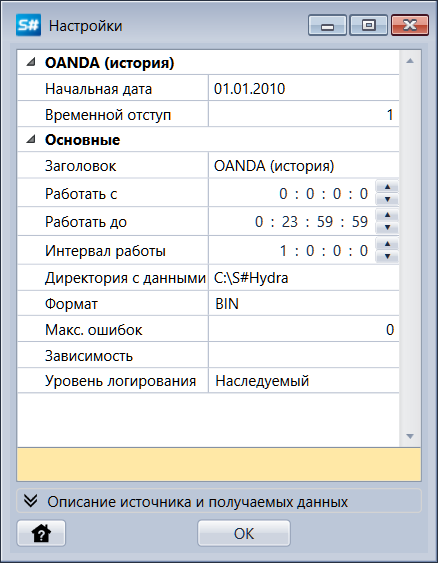 S# Настройки
OANDA (история)
Начальная дата 01.01.2010
Временной отступ 1
Основные
Заголовок OANDA (история)
Работать с 0 : 0 : 0 : 0
Работать до 0 : 23 : 59 : 59
Интервал работы 1 : 0 : 0 : 0
Директория с данными C:\S#Hydra
Формат BIN
Макс. ошибок 0
Зависимость
Уровень логирования Наследуемый
Описание источника и получаемых данных
? OK